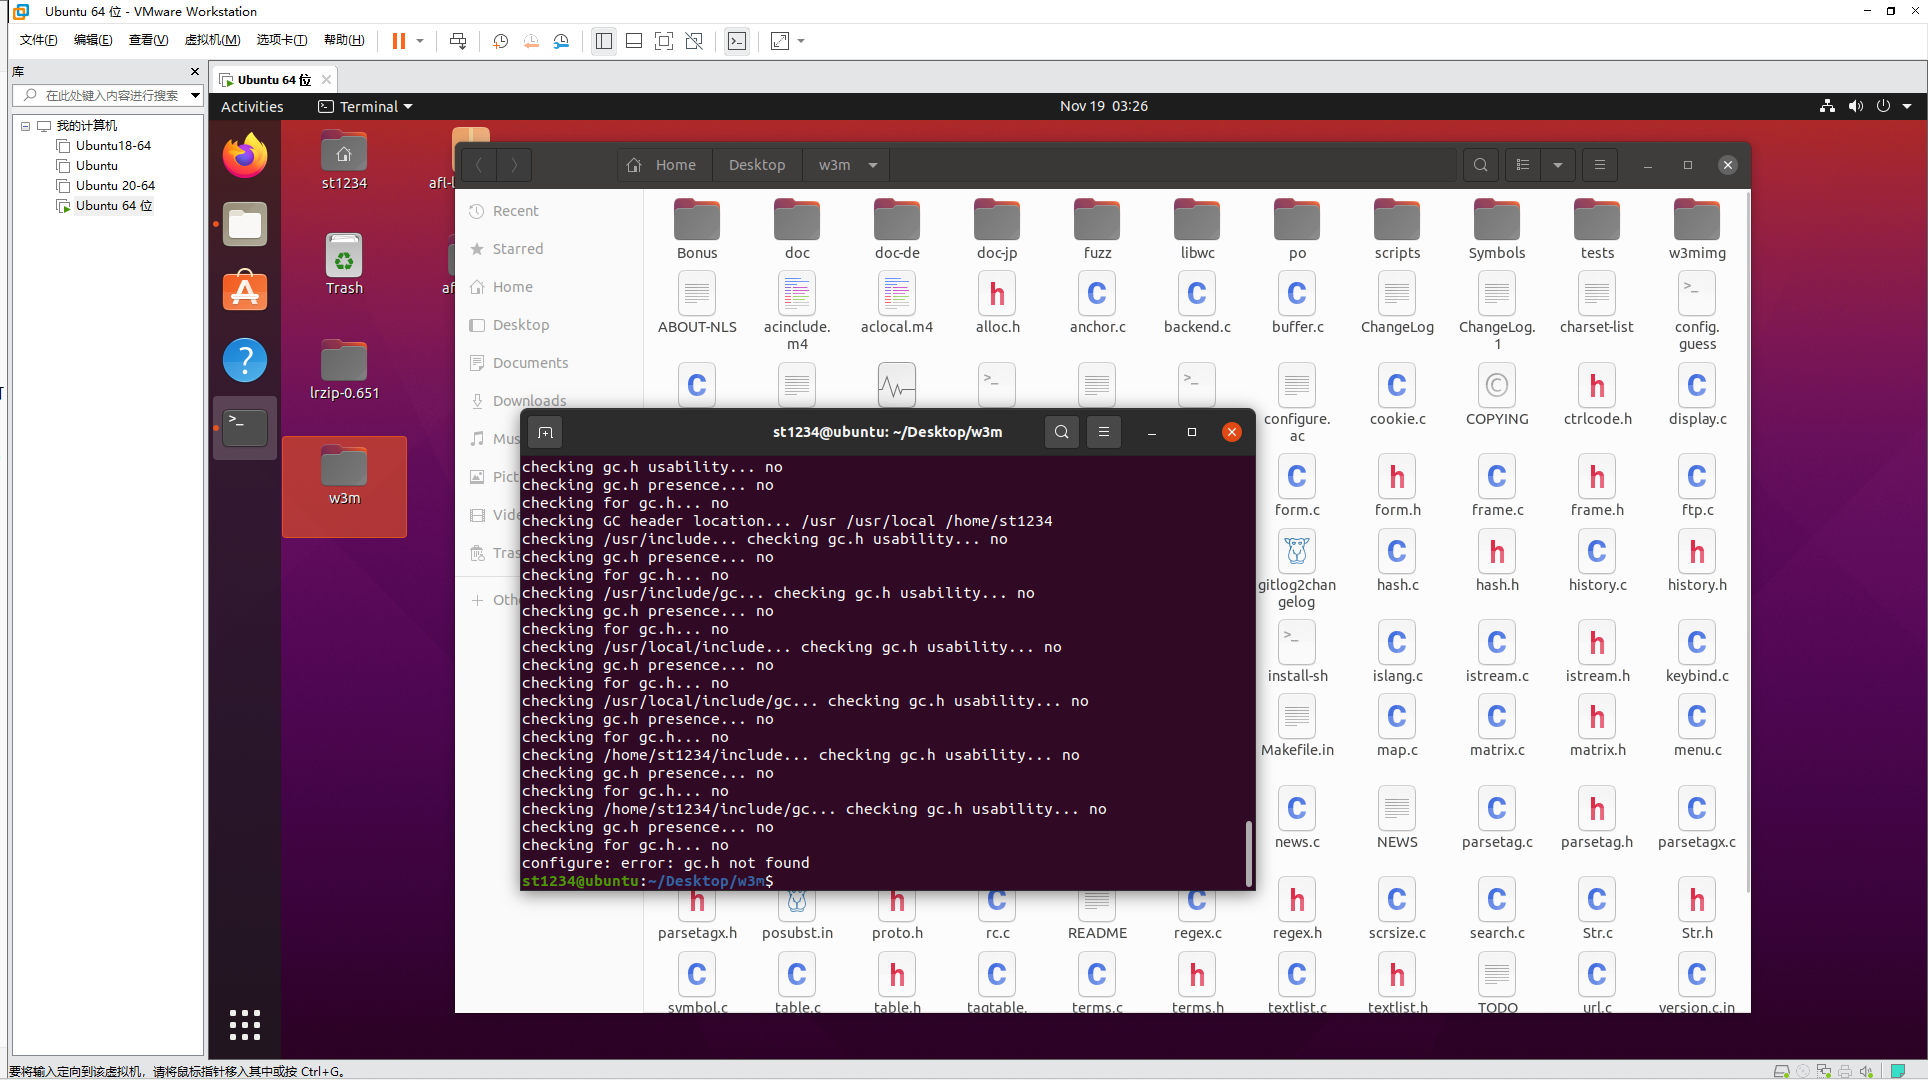 Ubuntu 64 位 - VMware Workstation
文件(F) 编辑(E) 查看(V) 虚拟机(M) 选项卡(T) 帮助(H)
库
在此处键入内容进行搜索
我的计算机
Ubuntu18-64
Ubuntu
Ubuntu 20-64
Ubuntu 64 位
Ubuntu 64 位
Activities Terminal Nov 19 03:26
st1234
Trash
lrzip-0.651
w3m
Home Desktop w3m
Recent
Starred
Home
Desktop
Documents
Downloads
Bonus doc doc-de doc-jp fuzz libwc po scripts Symbols tests w3mimg
ABOUT-NLS acinclude.m4 aclocal.m4 alloc.h anchor.c backend.c buffer.c ChangeLog ChangeLog.1 charset-list config.guess
configure.ac cookie.c COPYING ctrlcode.h display.c
form.c form.h frame.c frame.h ftp.c
gitlog2changelog hash.c hash.h history.c history.h
install-sh islang.c istream.c istream.h keybind.c
Makefile.in map.c matrix.c matrix.h menu.c
news.c NEWS parsetag.c parsetag.h parsetagx.c
parsetagx.h posubst.in proto.h rc.c README regex.c regex.h scrsize.c search.c Str.c Str.h
symbol.c table.c table.h tagtable. terms.c terms.h textlist.c textlist.h TODO url.c version.c.in
st1234@ubuntu: ~/Desktop/w3m
checking gc.h usability... no
checking gc.h presence... no
checking for gc.h... no
checking GC header location... /usr /usr/local /home/st1234
checking /usr/include... checking gc.h usability... no
checking gc.h presence... no
checking for gc.h... no
checking /usr/include/gc... checking gc.h usability... no
checking gc.h presence... no
checking for gc.h... no
checking /usr/local/include... checking gc.h usability... no
checking gc.h presence... no
checking for gc.h... no
checking /usr/local/include/gc... checking gc.h usability... no
checking gc.h presence... no
checking for gc.h... no
checking /home/st1234/include... checking gc.h usability... no
checking gc.h presence... no
checking for gc.h... no
checking /home/st1234/include/gc... checking gc.h usability... no
checking gc.h presence... no
checking for gc.h... no
configure: error: gc.h not found
st1234@ubuntu:~/Desktop/w3m$
要将输入定向到该虚拟机，请将鼠标指针移入其中或按 Ctrl+G。